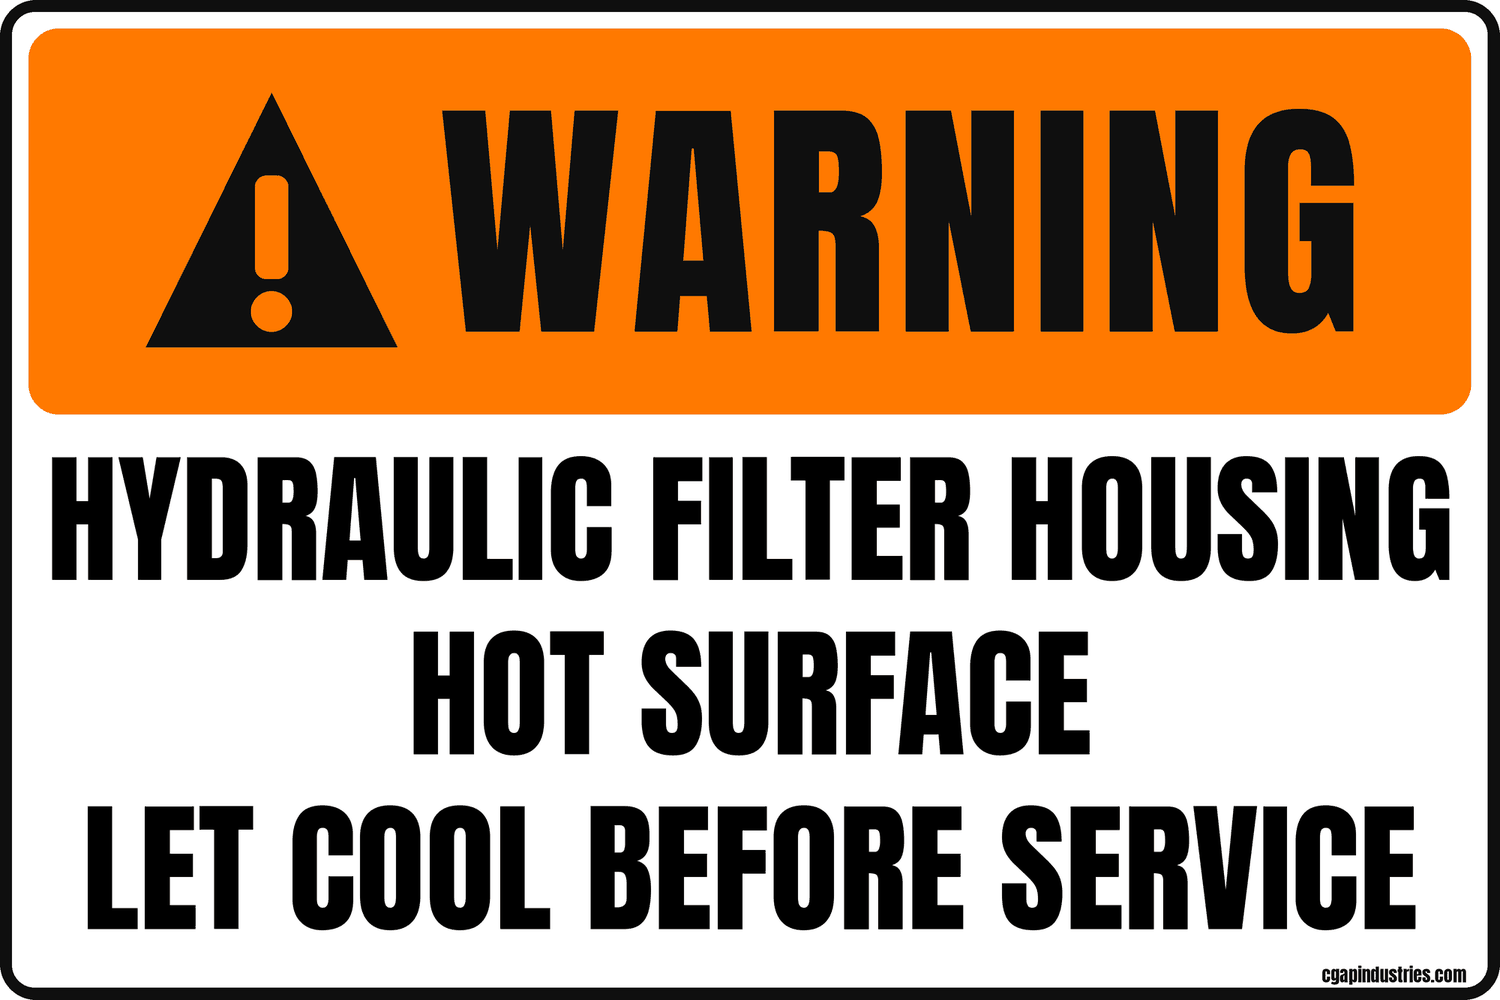 WARNING
HYDRAULIC FILTER HOUSING
HOT SURFACE
LET COOL BEFORE SERVICE
cgapindustries.com